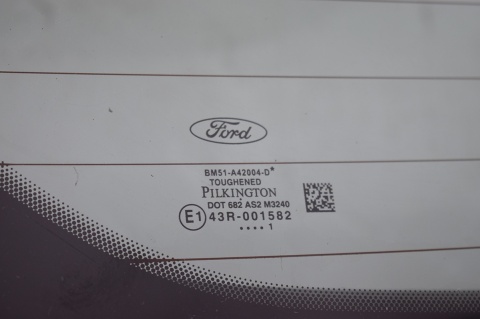 Ford
BM51-A42004-D*
TOUGHENED
PILKINGTON
DOT 682 AS2 M3240
E1 43R-001582
•••• 1